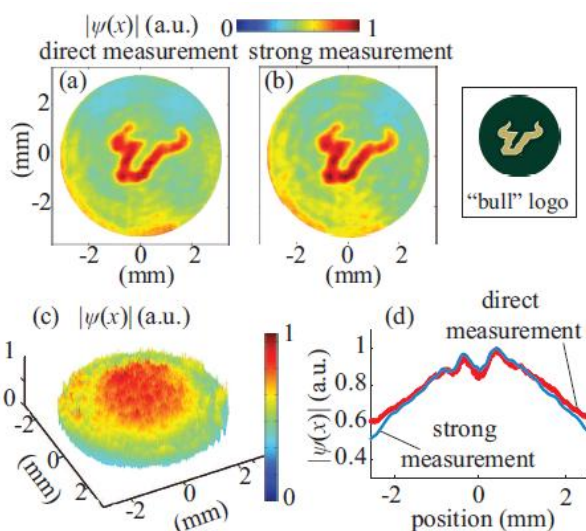 |ψ(x)| (a.u.) 0 1
direct measurement strong measurement
(a) (b)
2
0
-2
(mm)
-2 0 2
(mm)
-2 0 2
(mm)
"bull" logo
(c) |ψ(x)| (a.u.)
1
0
-2
0
2
(mm)
-2
0
2
(mm)
1
0
(d)
direct
measurement
1
0.8
0.6
0.4
|ψ(x)| (a.u.)
strong
measurement
-2 0 2
position (mm)